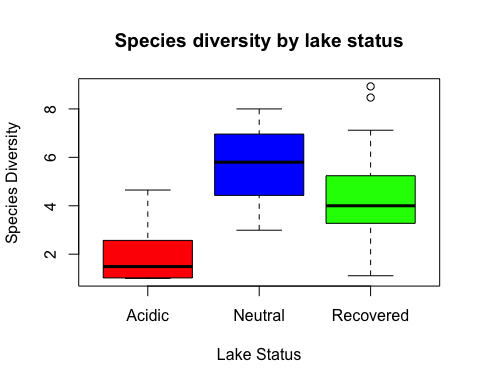 Species diversity by lake status
Species Diversity
8
6
4
2
Acidic Neutral Recovered
Lake Status